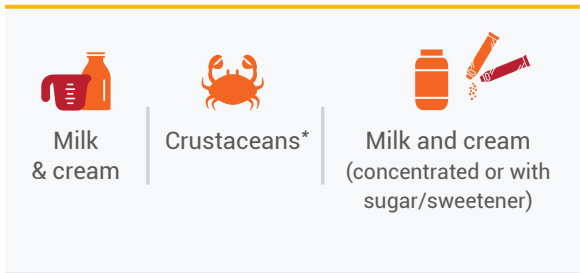 Milk
& cream
Crustaceans*
Milk and cream
(concentrated or with
sugar/sweetener)